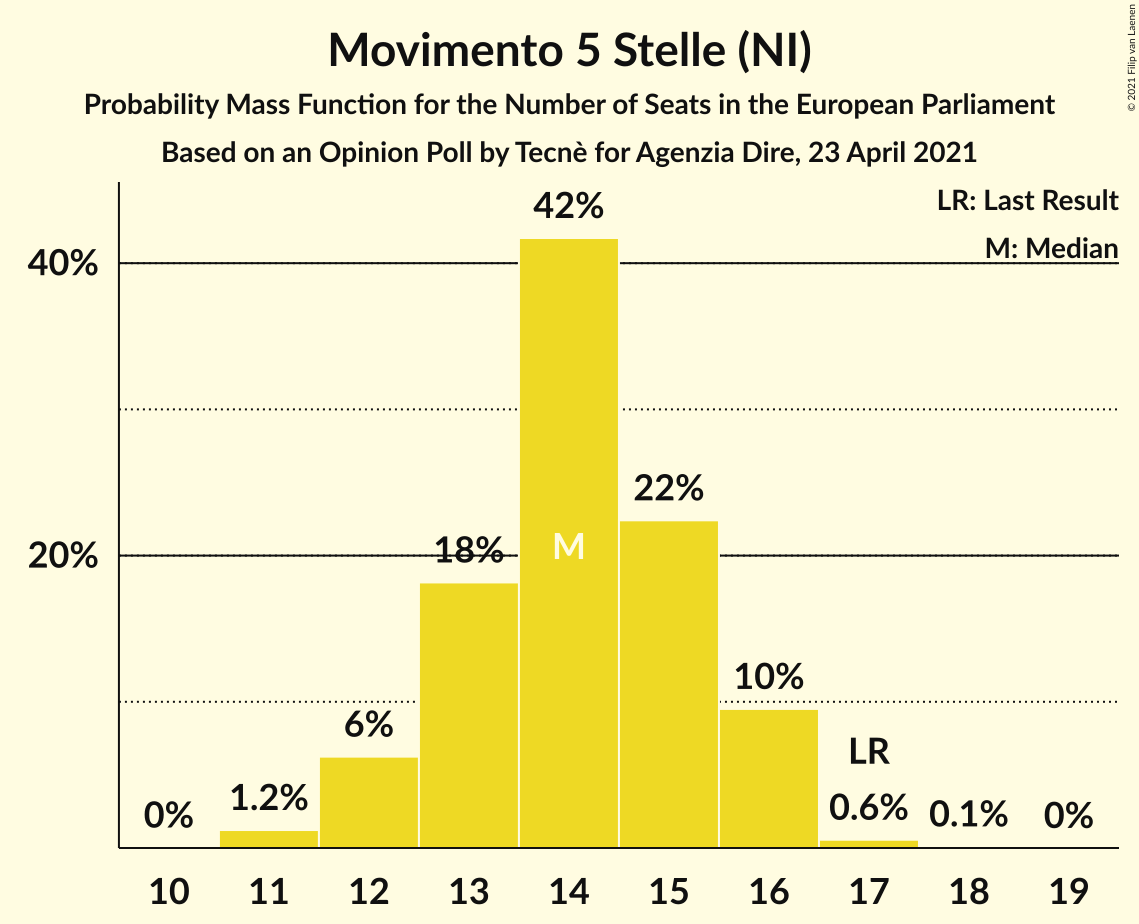 Movimento 5 Stelle (NI)
Probability Mass Function for the Number of Seats in the European Parliament
Based on an Opinion Poll by Tecnè for Agenzia Dire, 23 April 2021
© 2021 Filip van Laenen
LR: Last Result
M: Median
42%
40%
22%
20%
18%
M
10%
6%
LR
1.2%
0.6%
0%
0.1%
0%
10 11 12 13 14 15 16 17 18 19